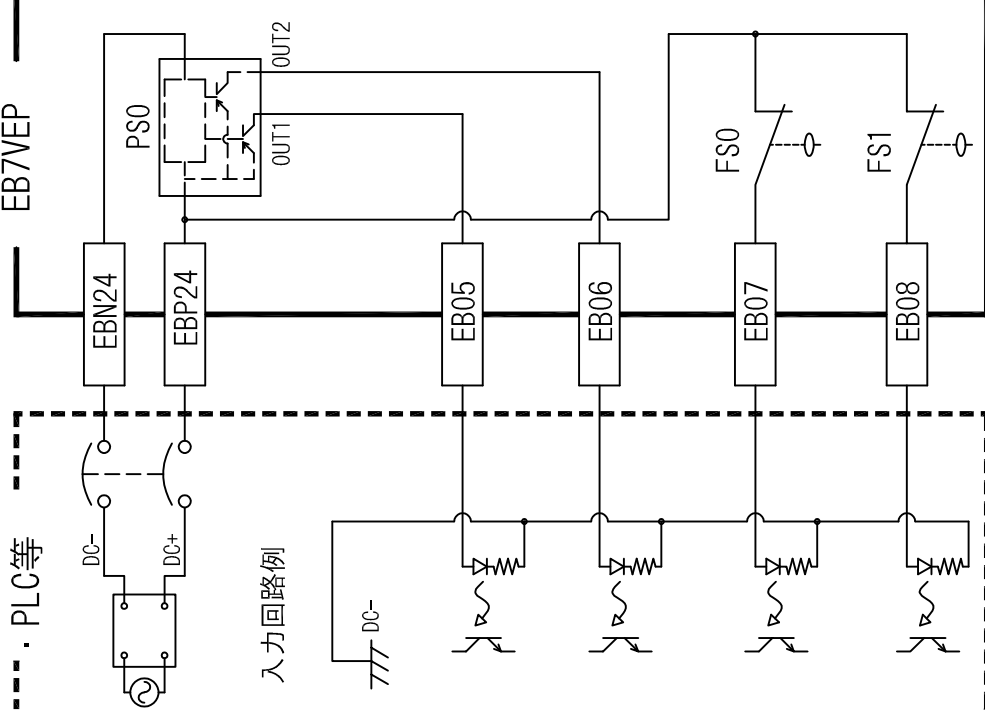 EB7VEP
PS0
OUT2
OUT1
FS0
FS1
EBN24
EBP24
EB05
EB06
EB07
EB08
・PLC等
DC-
DC+
入力回路例
DC-